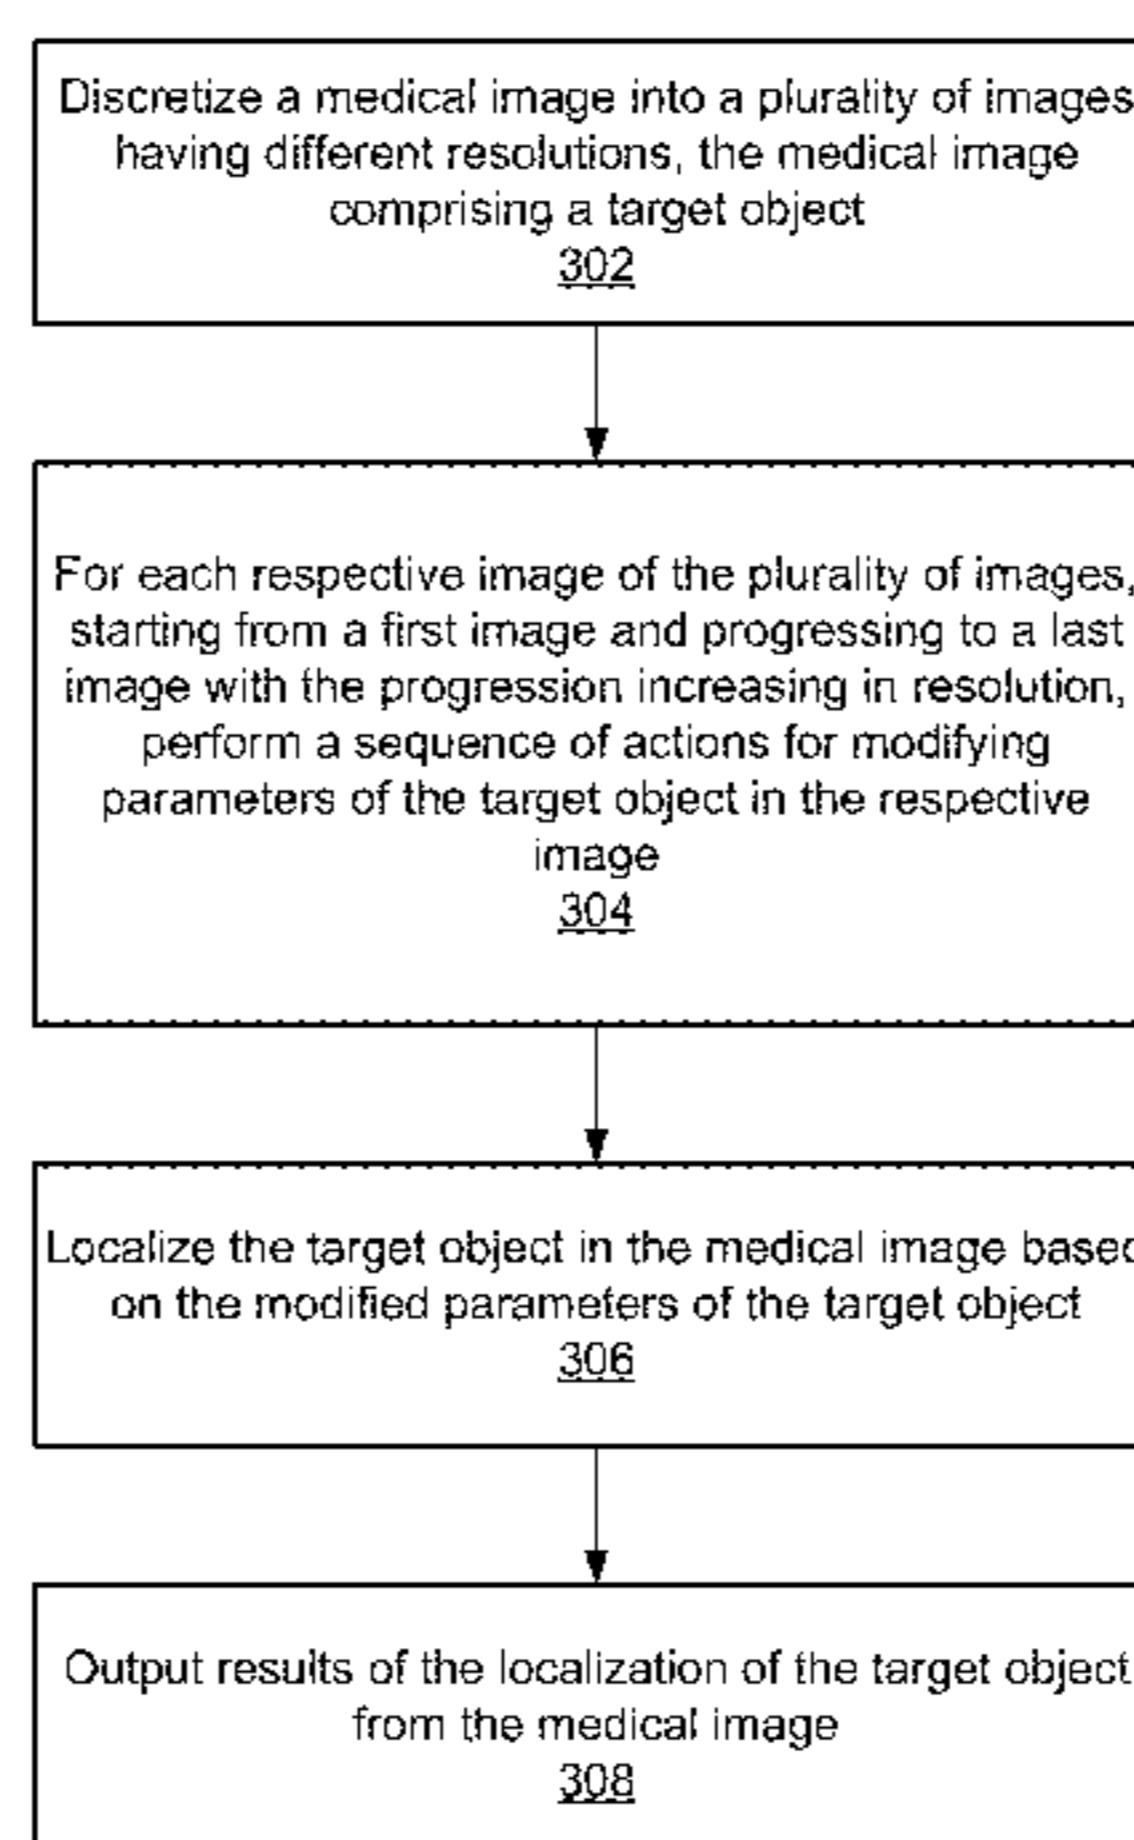 Discretize a medical image into a plurality of images
having different resolutions, the medical image
comprising a target object
302
For each respective image of the plurality of images,
starting from a first image and progressing to a last
image with the progression increasing in resolution,
perform a sequence of actions for modifying
parameters of the target object in the respective
image
304
Localize the target object in the medical image based
on the modified parameters of the target object
306
Output results of the localization of the target object
from the medical image
308